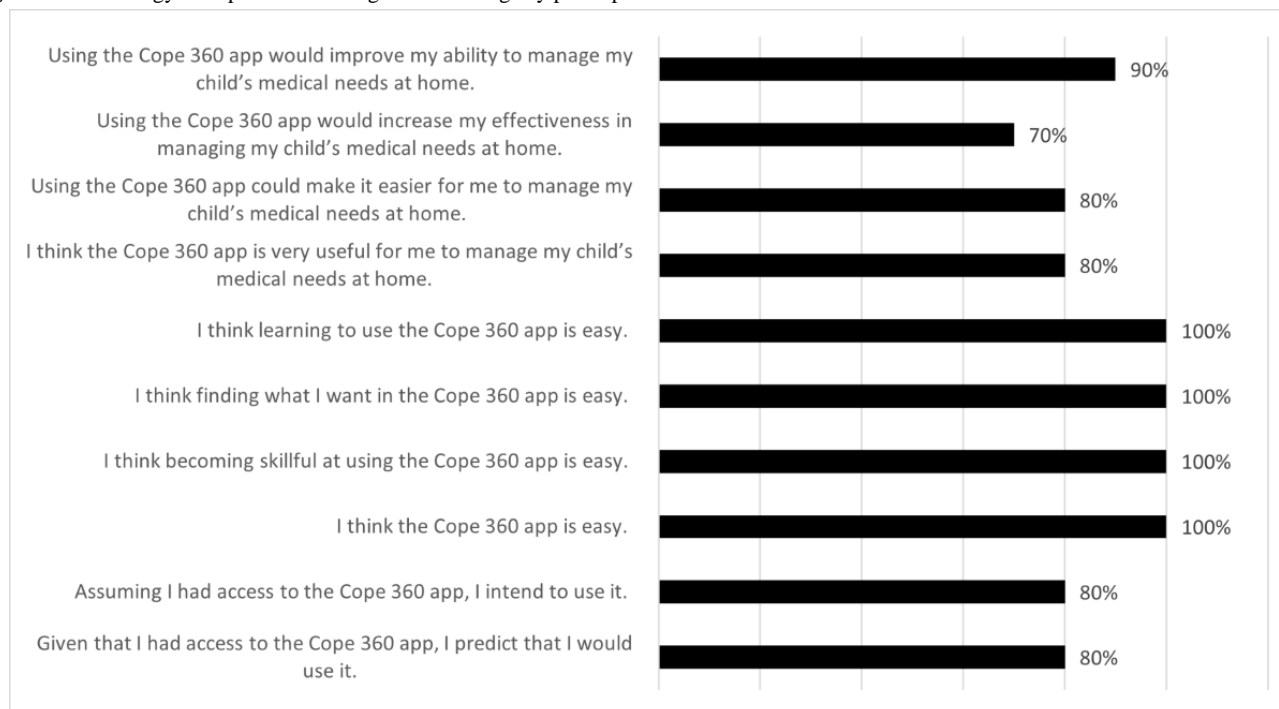 Using the Cope 360 app would improve my ability to manage my
child's medical needs at home.
90%
Using the Cope 360 app would increase my effectiveness in
managing my child's medical needs at home.
70%
Using the Cope 360 app could make it easier for me to manage my
child's medical needs at home.
80%
I think the Cope 360 app is very useful for me to manage my child's
medical needs at home.
80%
I think learning to use the Cope 360 app is easy.
100%
I think finding what I want in the Cope 360 app is easy.
100%
I think becoming skillful at using the Cope 360 app is easy.
100%
I think the Cope 360 app is easy.
100%
Assuming I had access to the Cope 360 app, I intend to use it.
80%
Given that I had access to the Cope 360 app, I predict that I would
use it.
80%